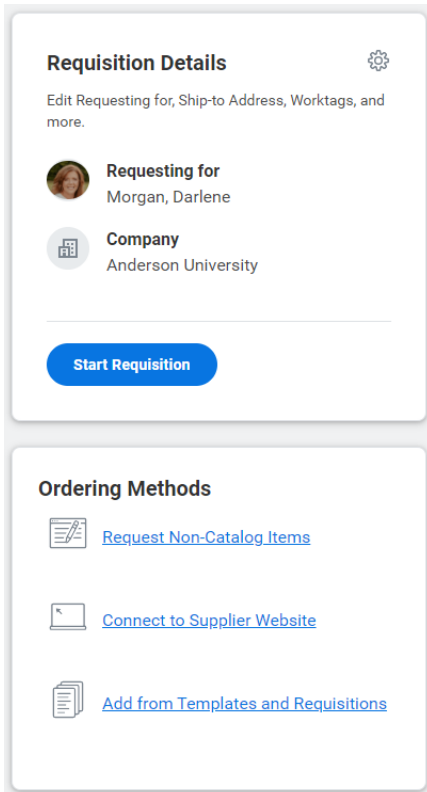 Requisition Details
Edit Requesting for, Ship-to Address, Worktags, and
more.
Requesting for
Morgan, Darlene
Company
Anderson University
Start Requisition
Ordering Methods
Request Non-Catalog Items
Connect to Supplier Website
Add from Templates and Requisitions